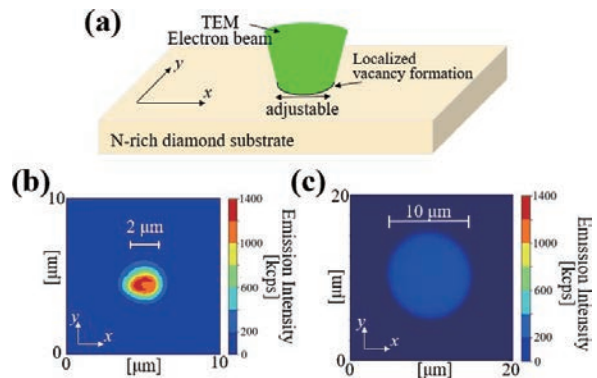 (a)
TEM
Electron beam
Localized
vacancy formation
y
x
adjustable
N-rich diamond substrate
(b)
10
2 μm
[μm]
y
x
0
0
[μm]
10
1400
1000
600
200
0
Emission Intensity
[kcps]
(c)
20
10 μm
[μm]
y
x
0
0
[μm]
20
1400
1000
600
200
0
Emission Intensity
[kcps]